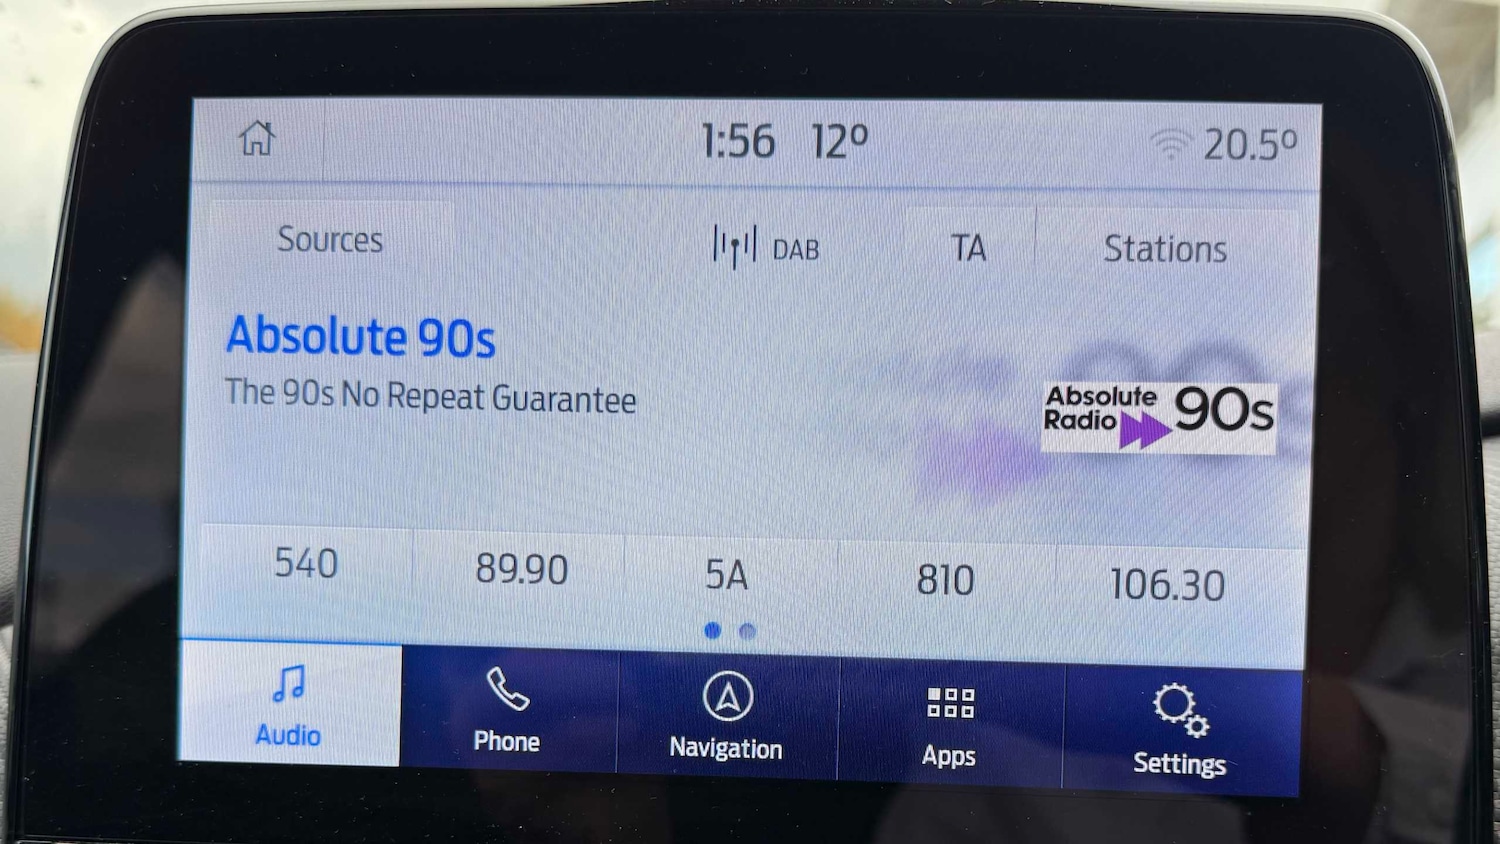 1:56 12º 20.5º
Sources DAB TA Stations
Absolute 90s
The 90s No Repeat Guarantee
Absolute
Radio 90s
540 89.90 5A 810 106.30
Audio Phone Navigation Apps Settings